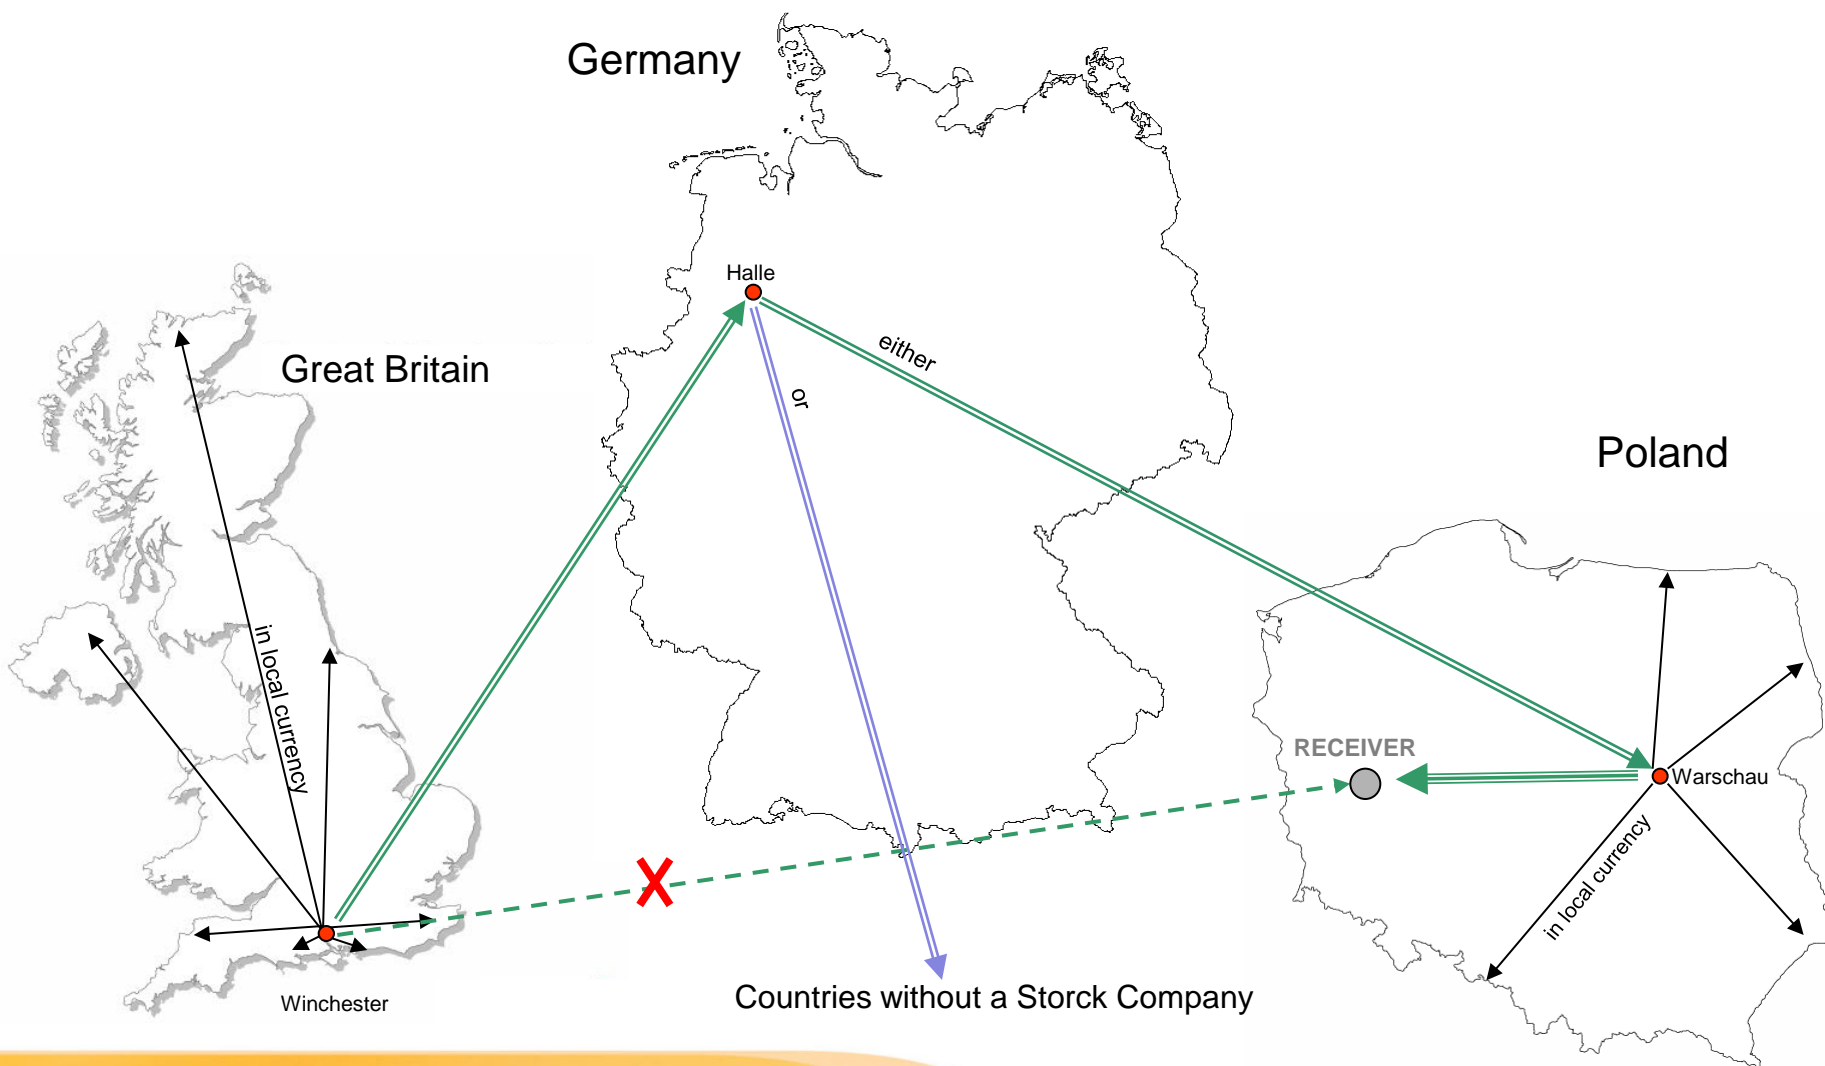 Germany
Halle
Great Britain
either
or
Poland
in local currency
RECEIVER
Warschau
in local currency
X
Winchester
Countries without a Storck Company